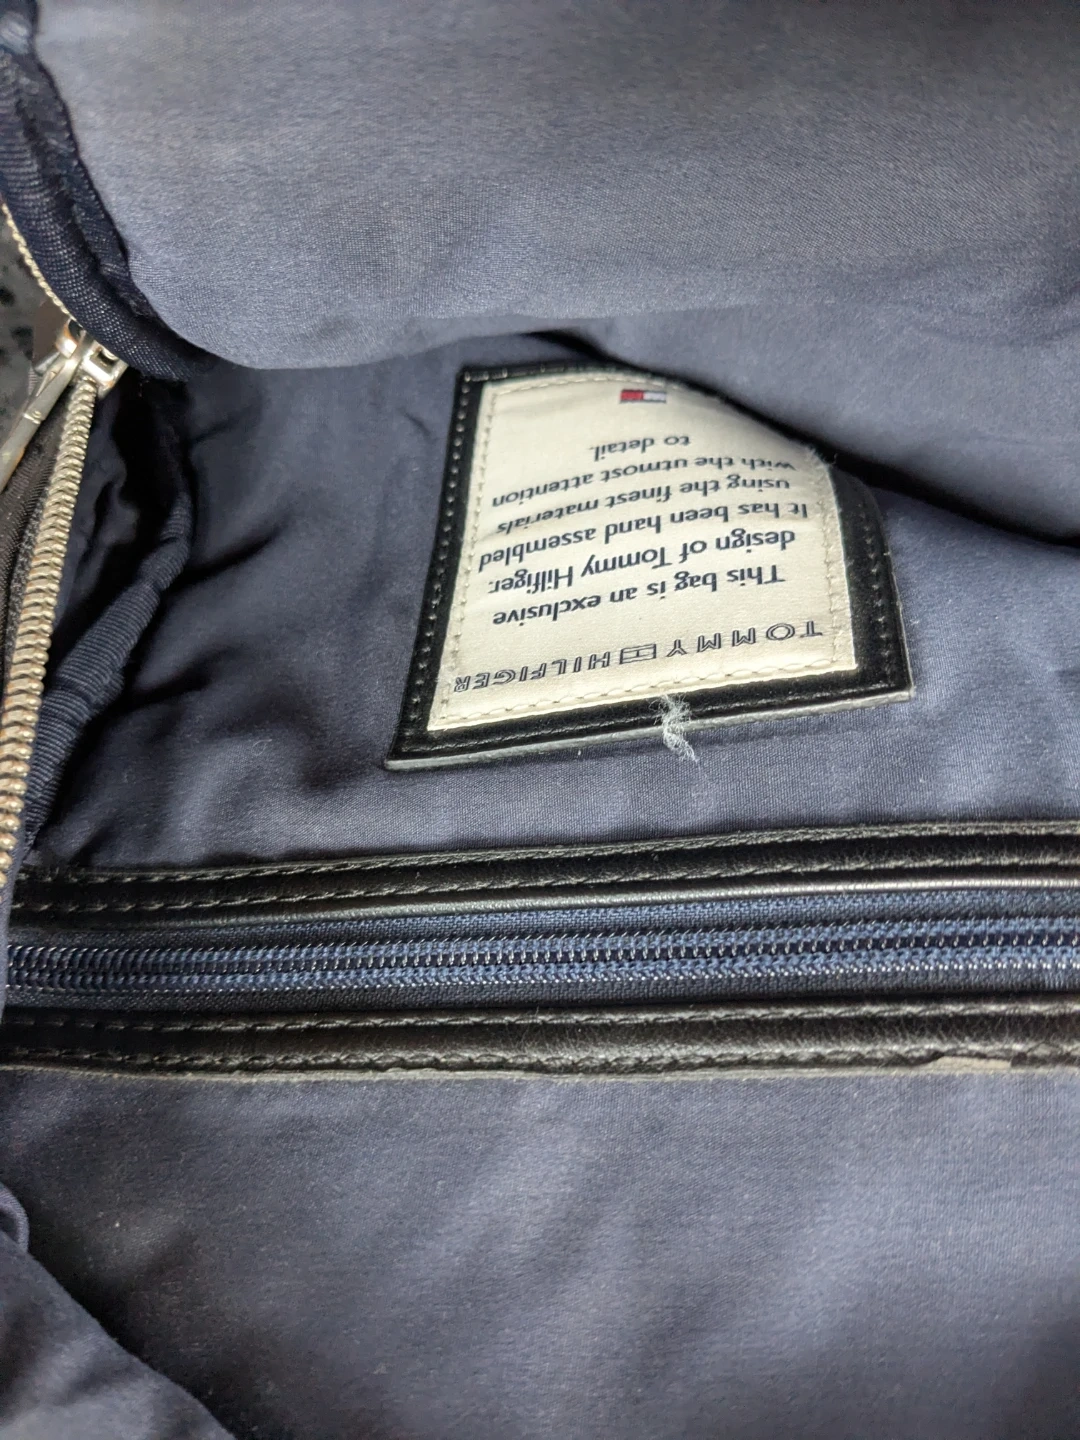 TOMMY HILFIGER
This bag is an exclusive
design of Tommy Hilfiger.
It has been hand assembled
using the finest materials
with the utmost attention
to detail.